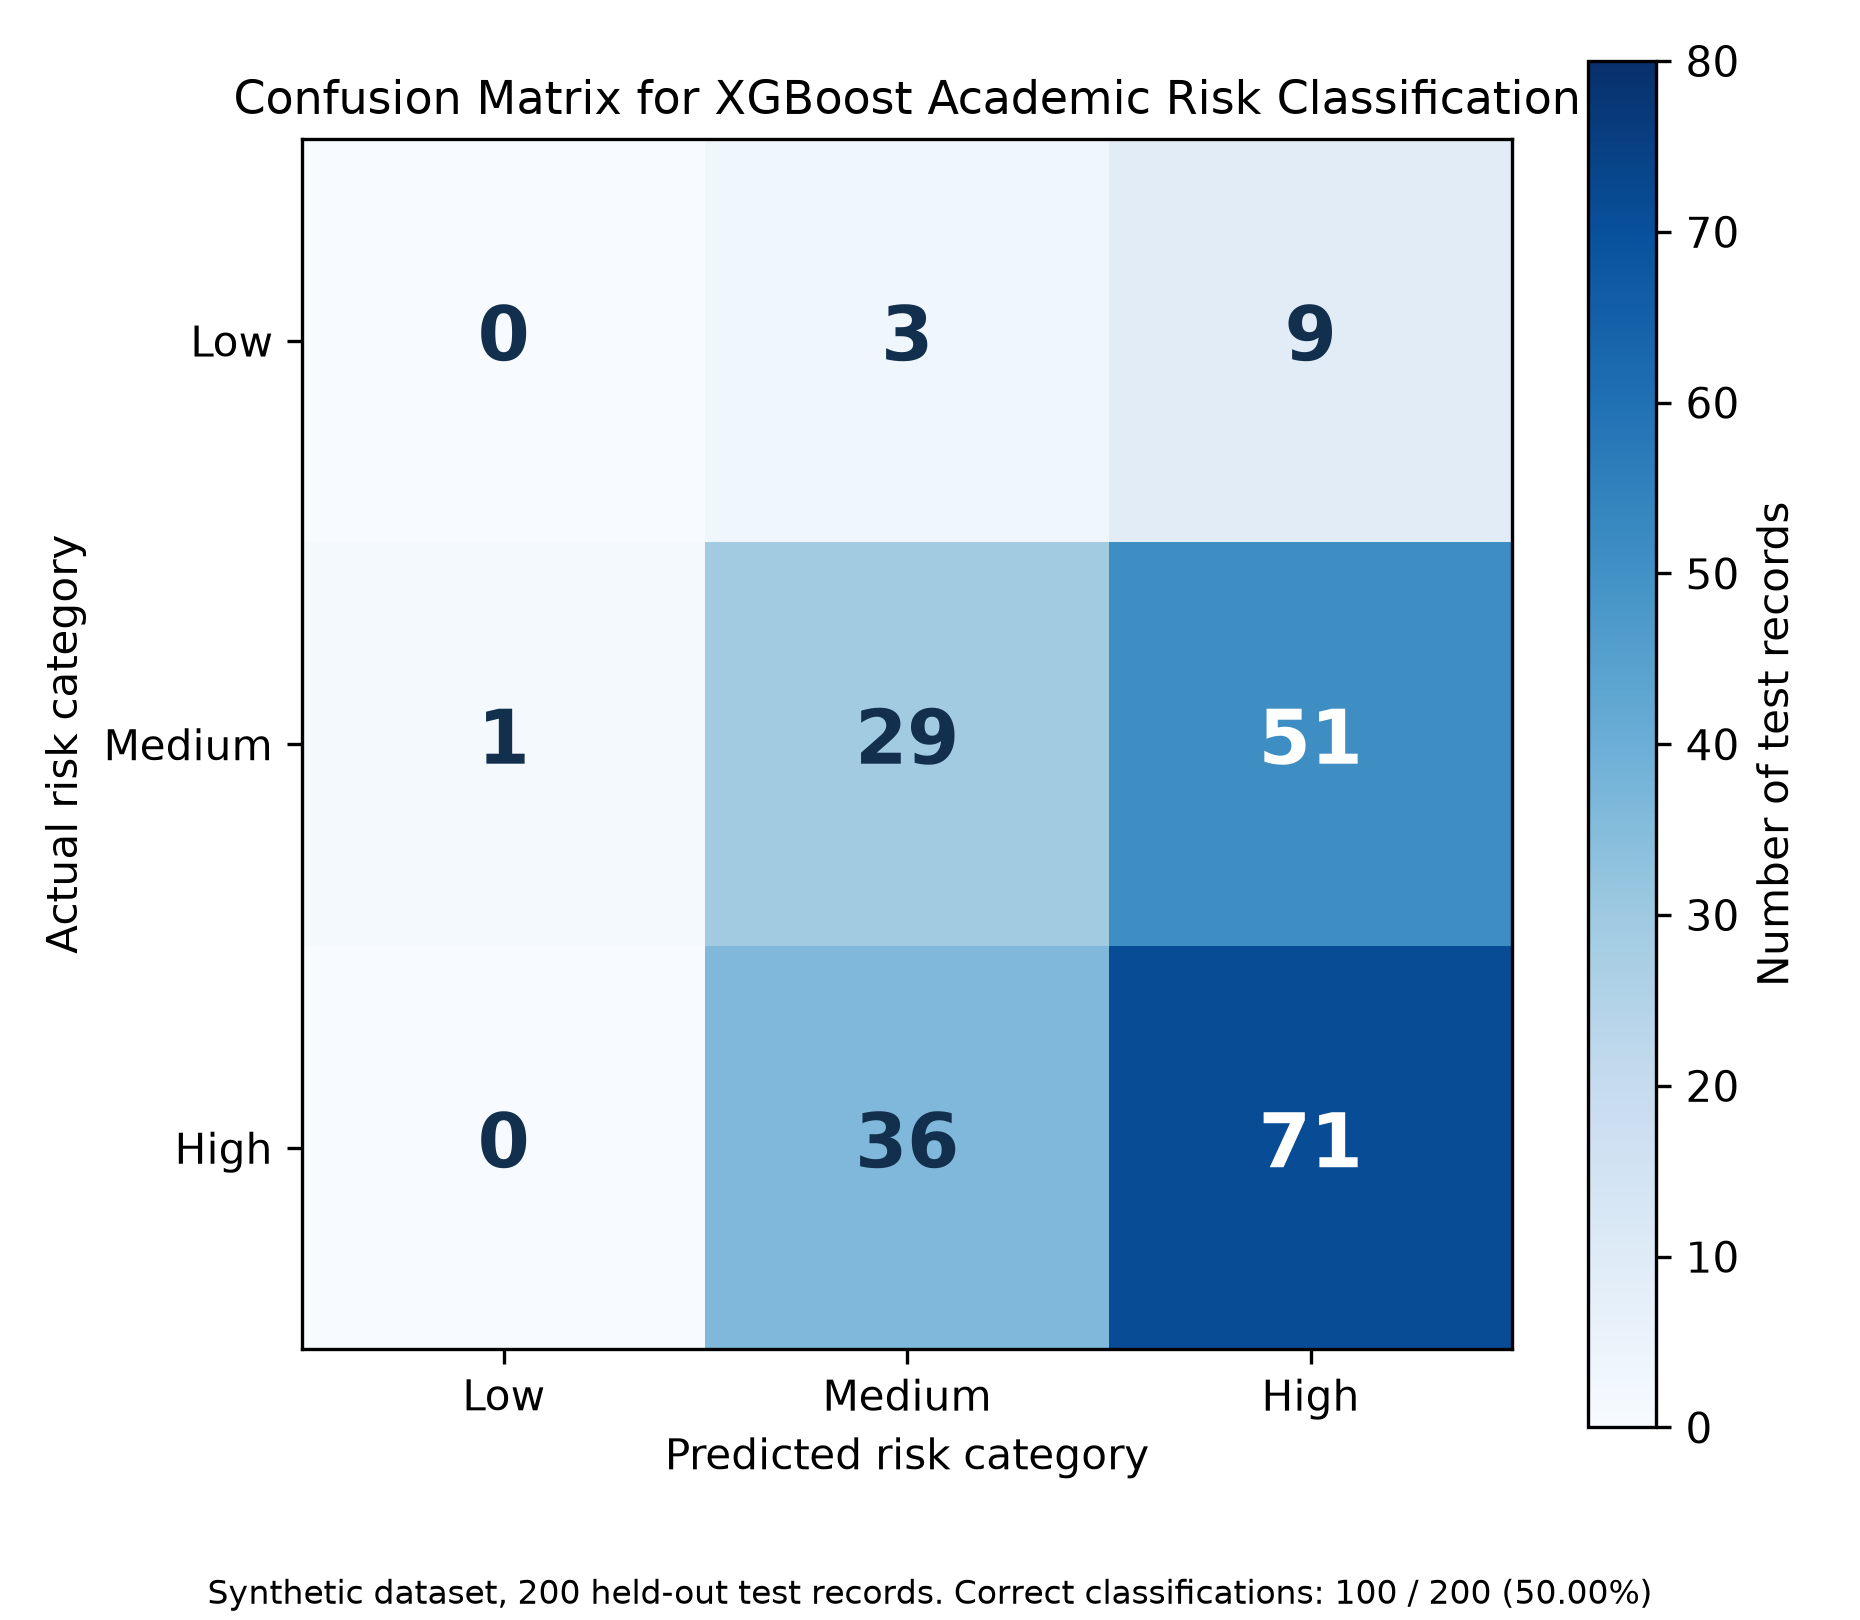 Confusion Matrix for XGBoost Academic Risk Classification
Actual risk category
Low
0 3 9
Medium
1 29 51
High
0 36 71
Low Medium High
Predicted risk category
80
70
60
50
40
30
20
10
0
Number of test records
Synthetic dataset, 200 held-out test records. Correct classifications: 100 / 200 (50.00%)